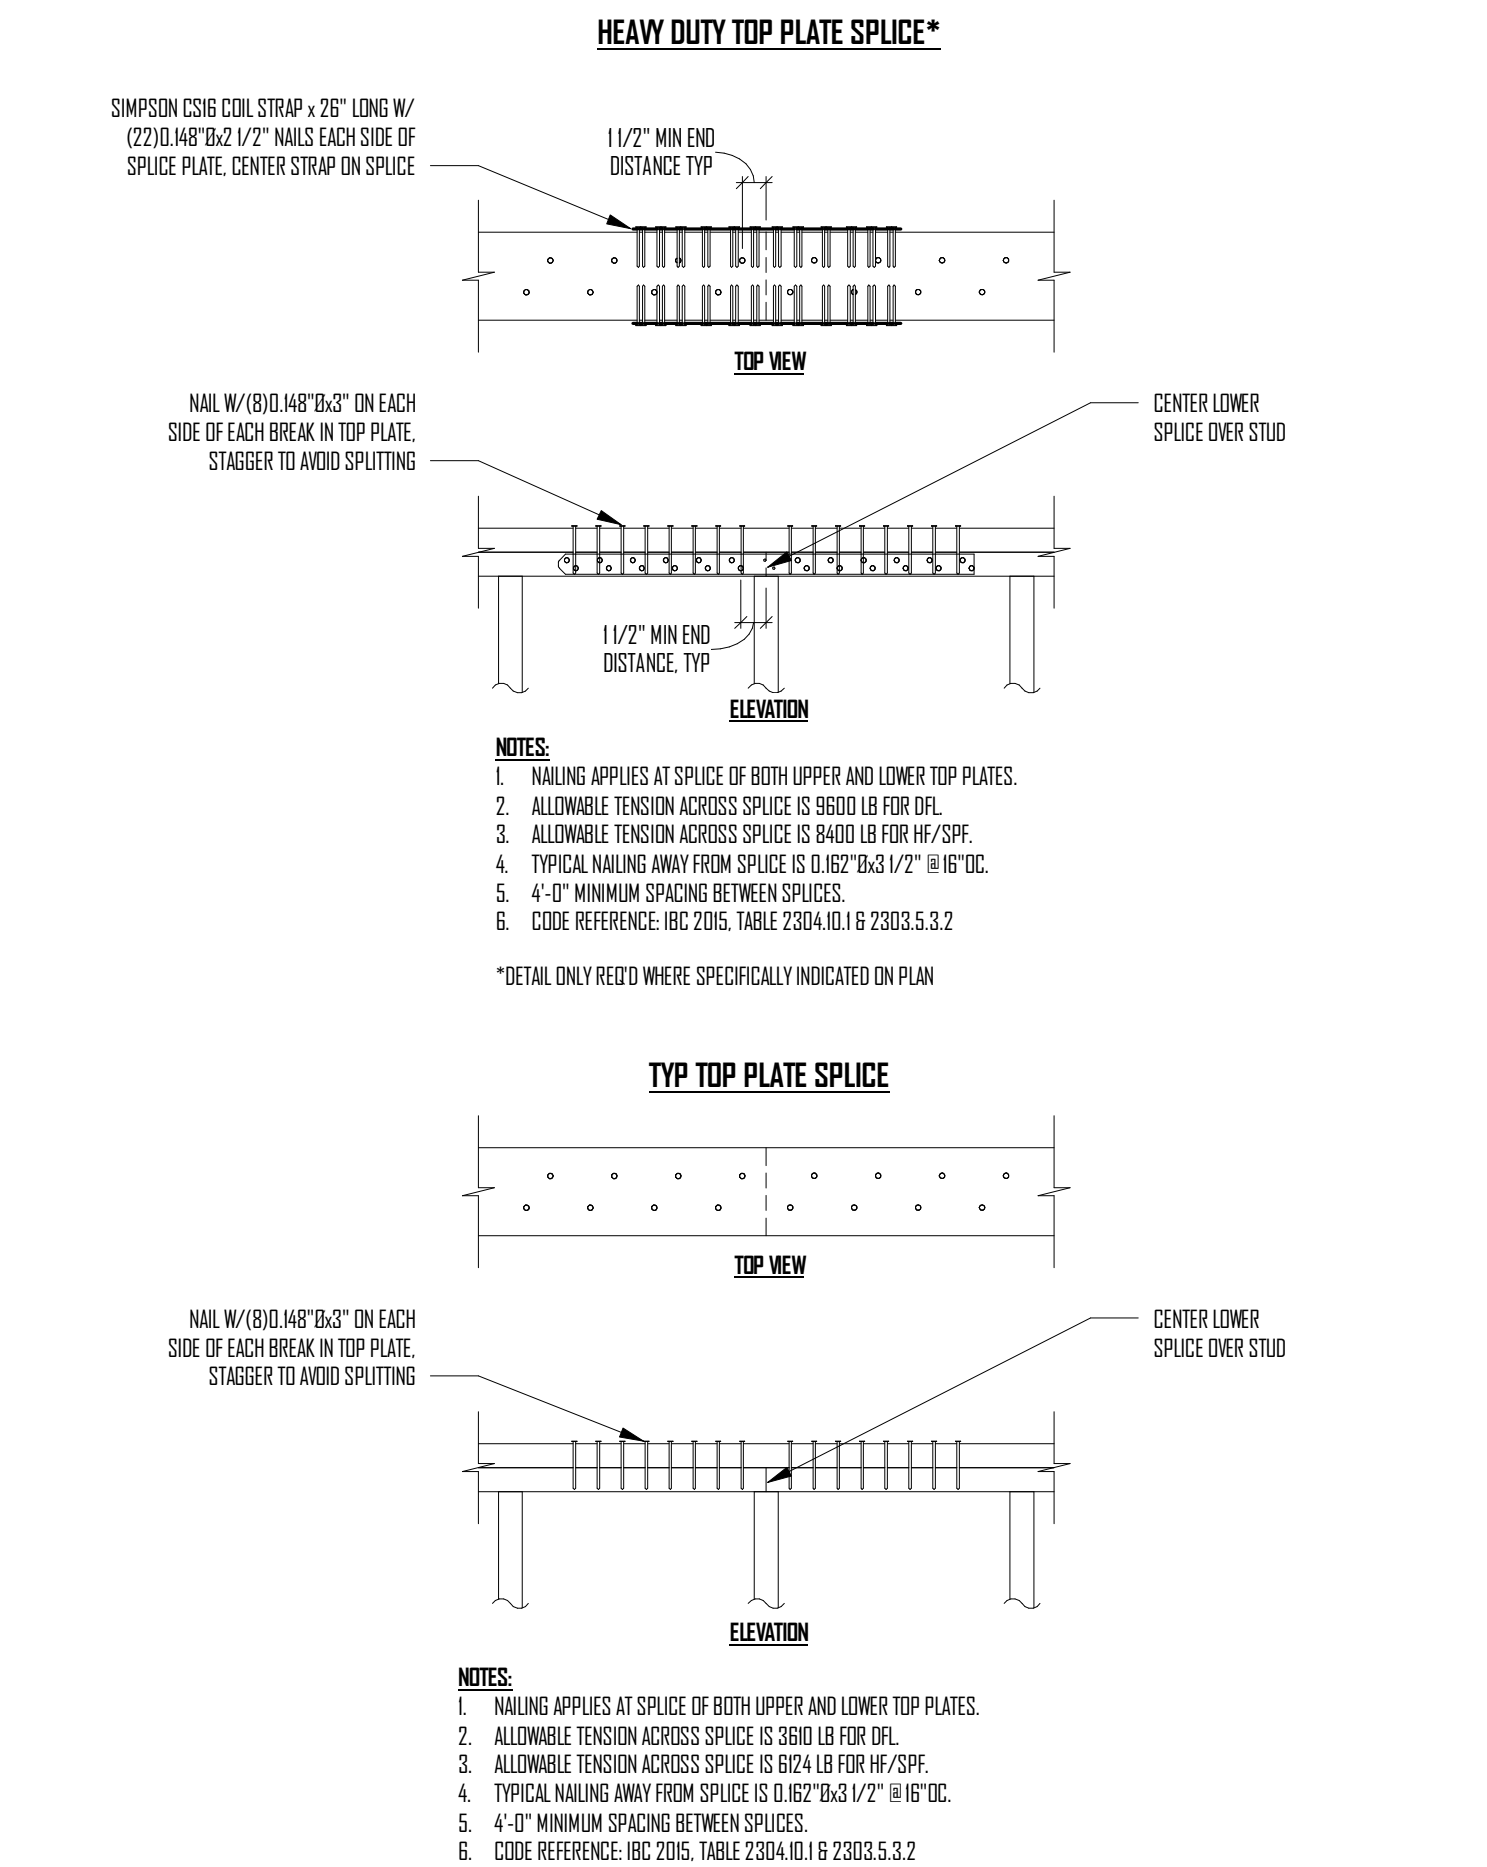 HEAVY DUTY TOP PLATE SPLICE*
SIMPSON CS16 COIL STRAP x 26" LONG W/
(22)0.148"Øx2 1/2" NAILS EACH SIDE OF
SPLICE PLATE, CENTER STRAP ON SPLICE
1 1/2" MIN END
DISTANCE TYP
TOP VIEW
NAIL W/(8)0.148"Øx3" ON EACH
SIDE OF EACH BREAK IN TOP PLATE,
STAGGER TO AVOID SPLITTING
CENTER LOWER
SPLICE OVER STUD
1 1/2" MIN END
DISTANCE, TYP
ELEVATION
NOTES:
1. NAILING APPLIES AT SPLICE OF BOTH UPPER AND LOWER TOP PLATES.
2. ALLOWABLE TENSION ACROSS SPLICE IS 9600 LB FOR DFL.
3. ALLOWABLE TENSION ACROSS SPLICE IS 8400 LB FOR HF/SPF.
4. TYPICAL NAILING AWAY FROM SPLICE IS 0.162"Øx3 1/2" @ 16"OC.
5. 4'-0" MINIMUM SPACING BETWEEN SPLICES.
6. CODE REFERENCE: IBC 2015, TABLE 2304.10.1 & 2303.5.3.2
*DETAIL ONLY REQ'D WHERE SPECIFICALLY INDICATED ON PLAN
TYP TOP PLATE SPLICE
TOP VIEW
NAIL W/(8)0.148"Øx3" ON EACH
SIDE OF EACH BREAK IN TOP PLATE,
STAGGER TO AVOID SPLITTING
CENTER LOWER
SPLICE OVER STUD
ELEVATION
NOTES:
1. NAILING APPLIES AT SPLICE OF BOTH UPPER AND LOWER TOP PLATES.
2. ALLOWABLE TENSION ACROSS SPLICE IS 3610 LB FOR DFL.
3. ALLOWABLE TENSION ACROSS SPLICE IS 6124 LB FOR HF/SPF.
4. TYPICAL NAILING AWAY FROM SPLICE IS 0.162"Øx3 1/2" @ 16"OC.
5. 4'-0" MINIMUM SPACING BETWEEN SPLICES.
6. CODE REFERENCE: IBC 2015, TABLE 2304.10.1 & 2303.5.3.2